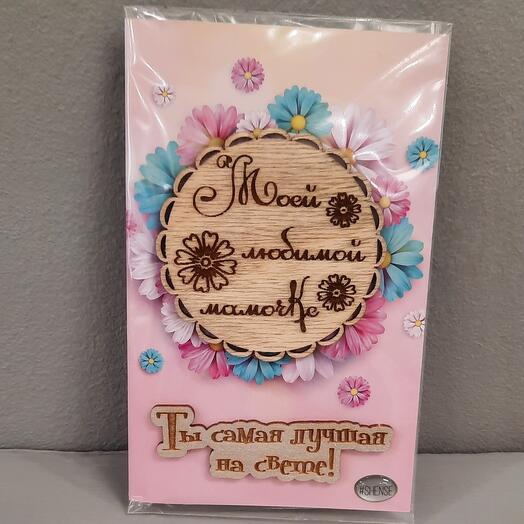 Моей
любимой
мамочке
Ты самая лучшая
на свете!
#SHENSE